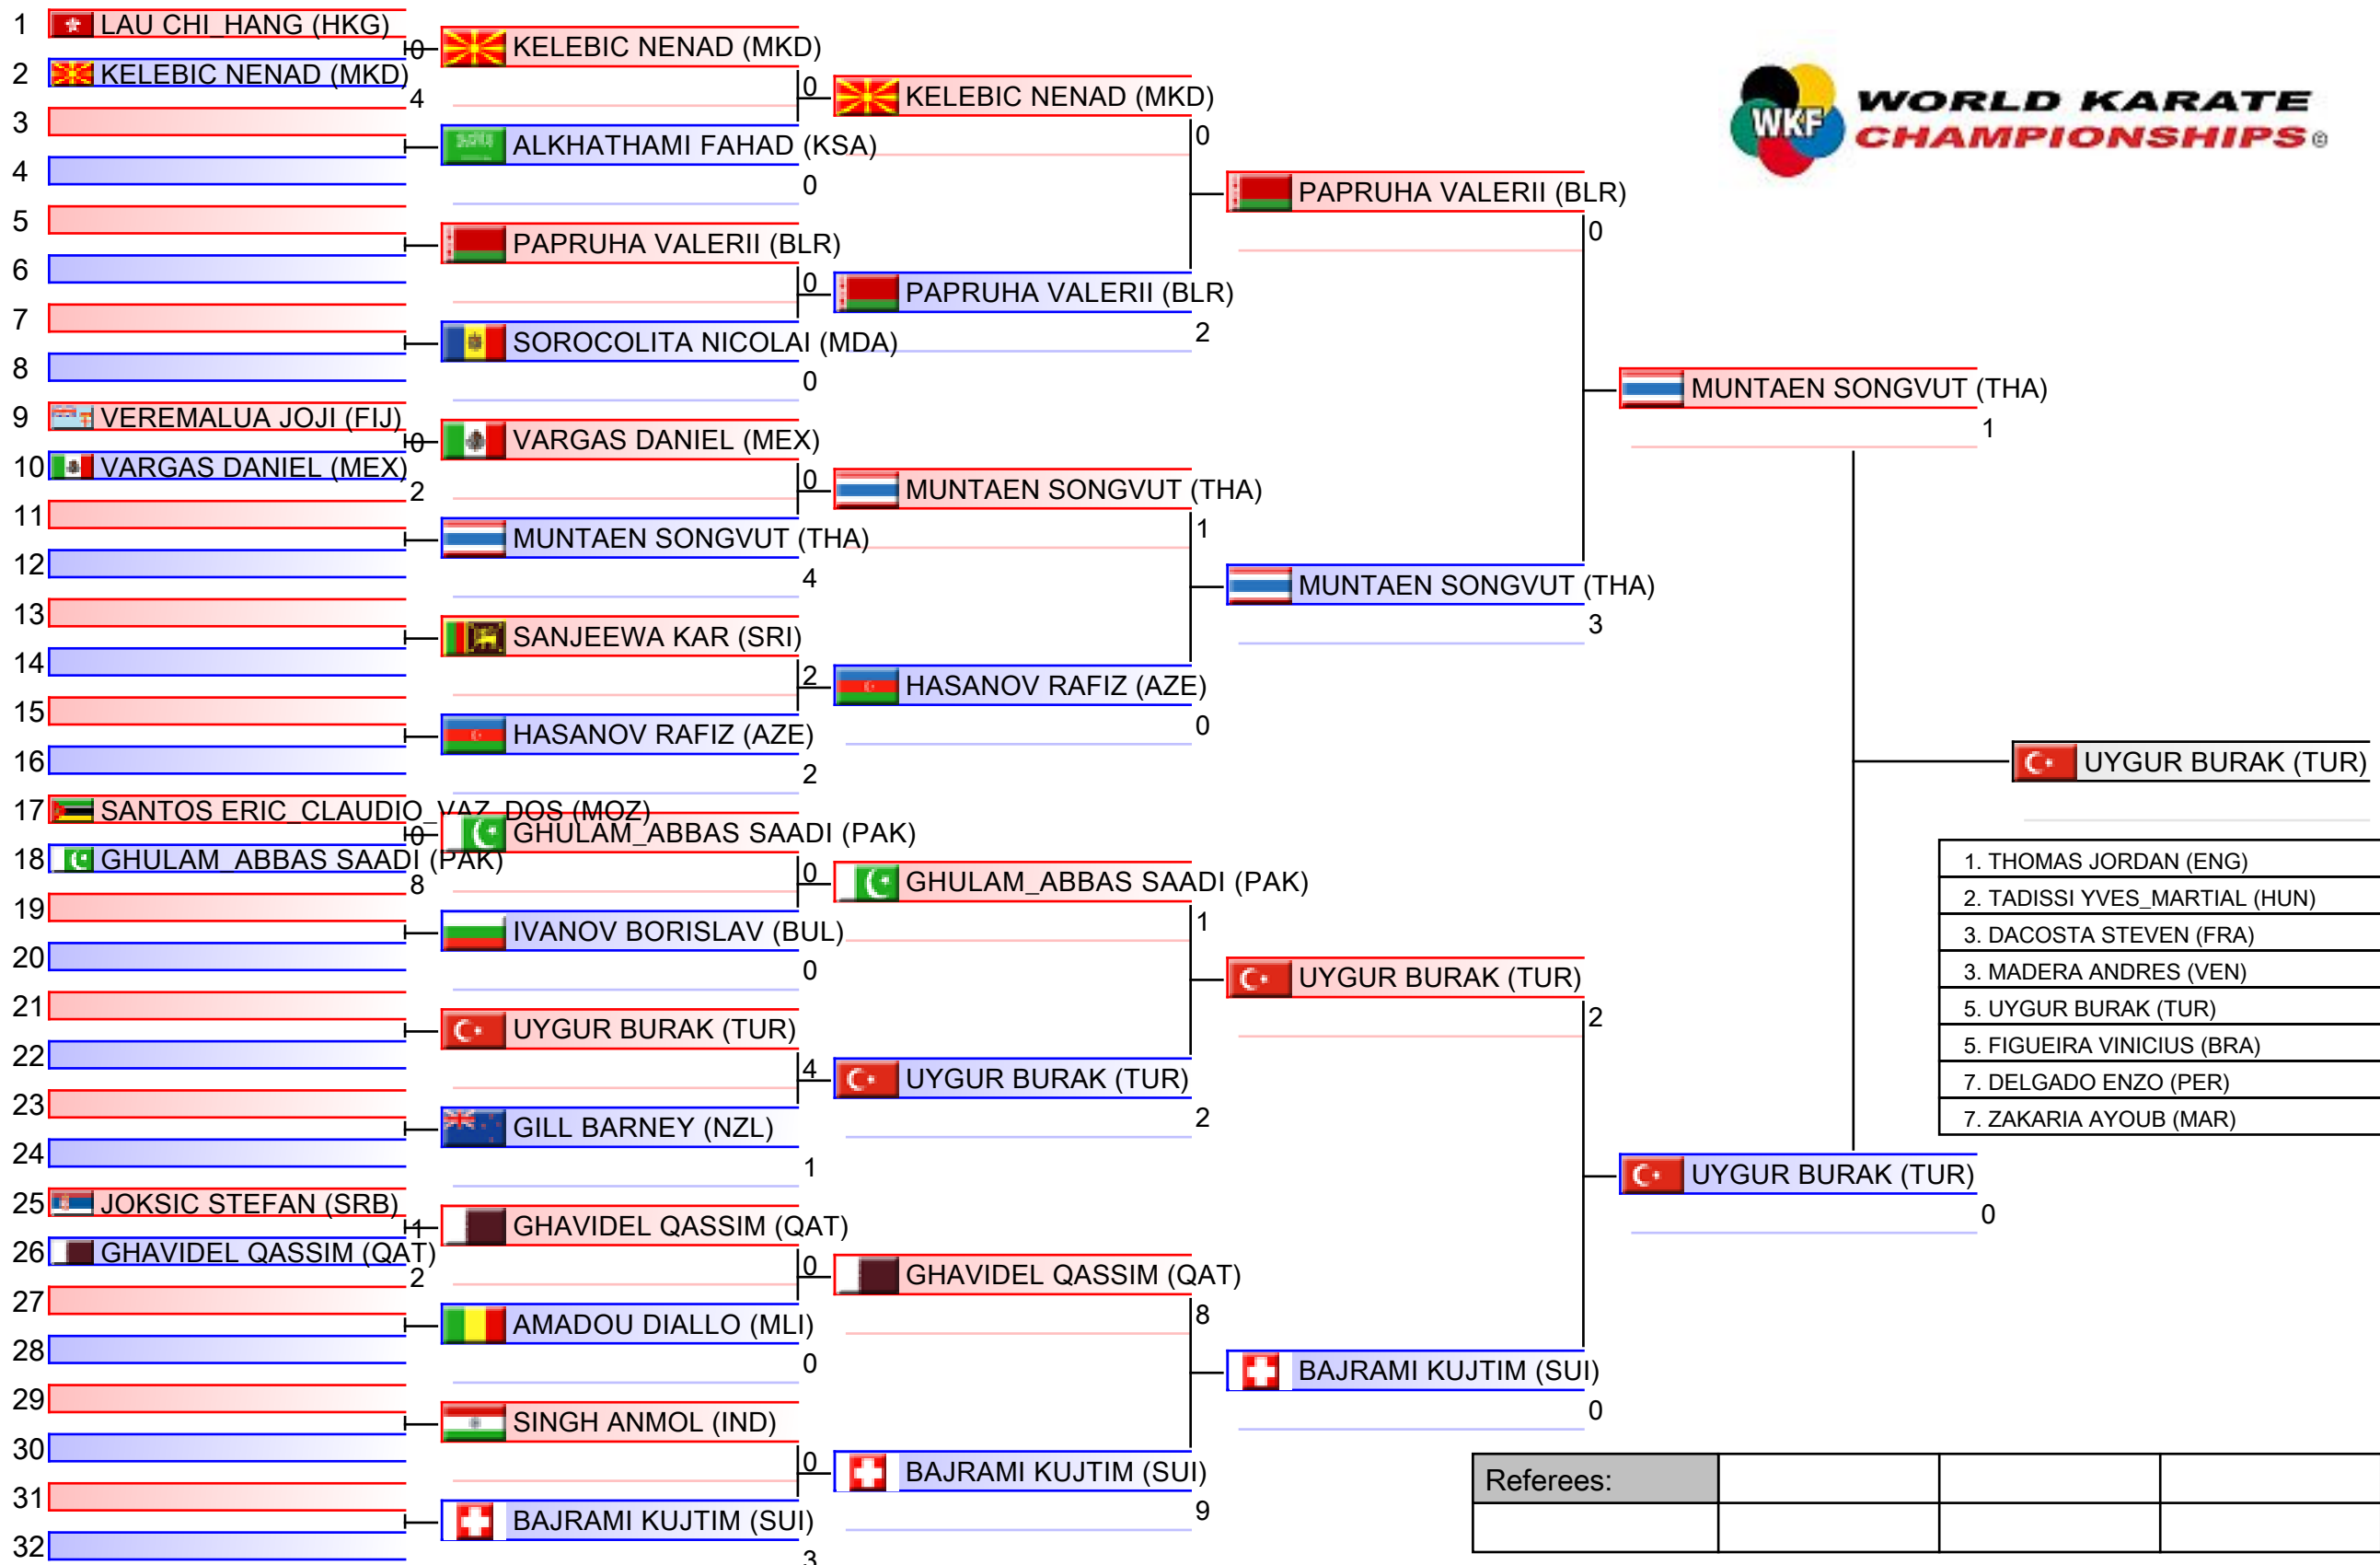 1 LAU CHI_HANG (HKG)
0
2 KELEBIC NENAD (MKD)
4
3
4
5
6
7
8
9 VEREMALUA JOJI (FIJ)
0
10 VARGAS DANIEL (MEX)
2
11
12
13
14
15
16
17 SANTOS ERIC_CLAUDIO_VAZ_DOS (MOZ)
0
18 GHULAM_ABBAS SAADI (PAK)
8
19
20
21
22
23
24
25 JOKSIC STEFAN (SRB)
1
26 GHAVIDEL QASSIM (QAT)
2
27
28
29
30
31
32
KELEBIC NENAD (MKD)
0
ALKHATHAMI FAHAD (KSA)
0
PAPRUHA VALERII (BLR)
0
SOROCOLITA NICOLAI (MDA)
0
VARGAS DANIEL (MEX)
0
MUNTAEN SONGVUT (THA)
4
SANJEEWA KAR (SRI)
2
HASANOV RAFIZ (AZE)
2
GHULAM_ABBAS SAADI (PAK)
0
IVANOV BORISLAV (BUL)
0
UYGUR BURAK (TUR)
4
GILL BARNEY (NZL)
1
GHAVIDEL QASSIM (QAT)
0
AMADOU DIALLO (MLI)
0
SINGH ANMOL (IND)
0
BAJRAMI KUJTIM (SUI)
3
KELEBIC NENAD (MKD)
0
PAPRUHA VALERII (BLR)
2
MUNTAEN SONGVUT (THA)
1
HASANOV RAFIZ (AZE)
0
GHULAM_ABBAS SAADI (PAK)
1
UYGUR BURAK (TUR)
2
GHAVIDEL QASSIM (QAT)
8
BAJRAMI KUJTIM (SUI)
9
PAPRUHA VALERII (BLR)
0
MUNTAEN SONGVUT (THA)
3
UYGUR BURAK (TUR)
2
BAJRAMI KUJTIM (SUI)
0
MUNTAEN SONGVUT (THA)
1
UYGUR BURAK (TUR)
0
UYGUR BURAK (TUR)
WKF
WORLD KARATE
CHAMPIONSHIPS©
1. THOMAS JORDAN (ENG)
2. TADISSI YVES_MARTIAL (HUN)
3. DACOSTA STEVEN (FRA)
3. MADERA ANDRES (VEN)
5. UYGUR BURAK (TUR)
5. FIGUEIRA VINICIUS (BRA)
7. DELGADO ENZO (PER)
7. ZAKARIA AYOUB (MAR)
Referees: